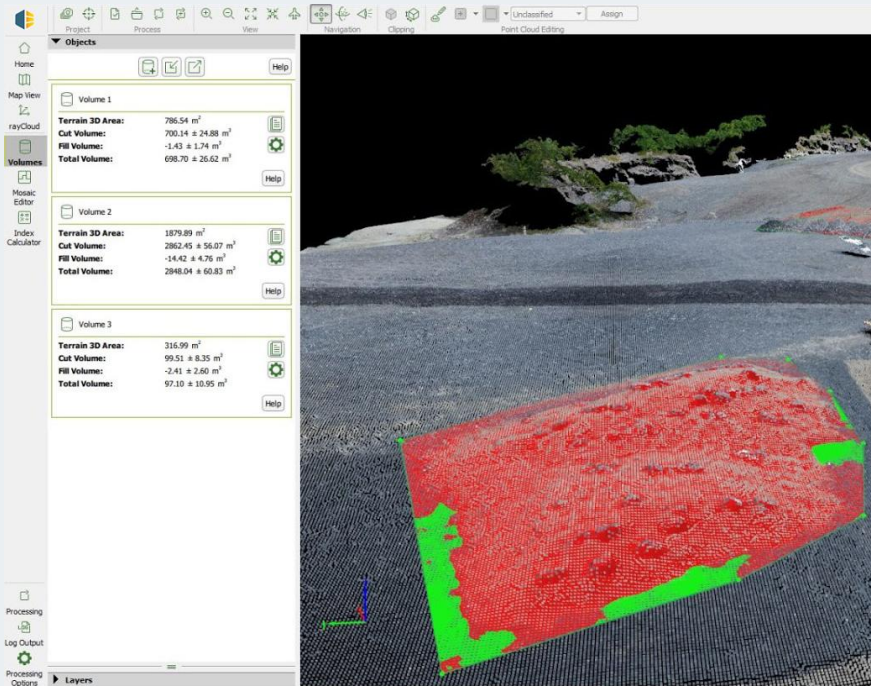 Project Process View Navigation Clipping Point Cloud Editing
Unclassified Assign
Home
Map View
rayCloud
Volumes
Mosaic
Editor
Index
Calculator
Processing
Log Output
Processing
Options
Objects
Help
Volume 1
Terrain 3D Area: 786.54 m²
Cut Volume: 700.14 ± 24.88 m³
Fill Volume: -1.43 ± 1.74 m³
Total Volume: 698.70 ± 26.62 m³
Help
Volume 2
Terrain 3D Area: 1879.89 m²
Cut Volume: 2862.45 ± 56.07 m³
Fill Volume: -14.42 ± 4.76 m³
Total Volume: 2848.04 ± 60.83 m³
Help
Volume 3
Terrain 3D Area: 316.99 m²
Cut Volume: 99.51 ± 8.35 m³
Fill Volume: -2.41 ± 2.60 m³
Total Volume: 97.10 ± 10.95 m³
Help
Layers